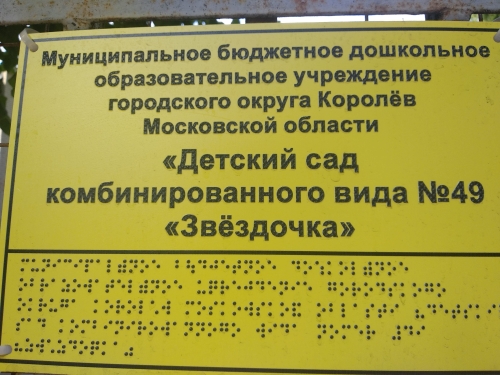 Муниципальное бюджетное дошкольное
образовательное учреждение
городского округа Королёв
Московской области
«Детский сад
комбинированного вида №49
«Звёздочка»